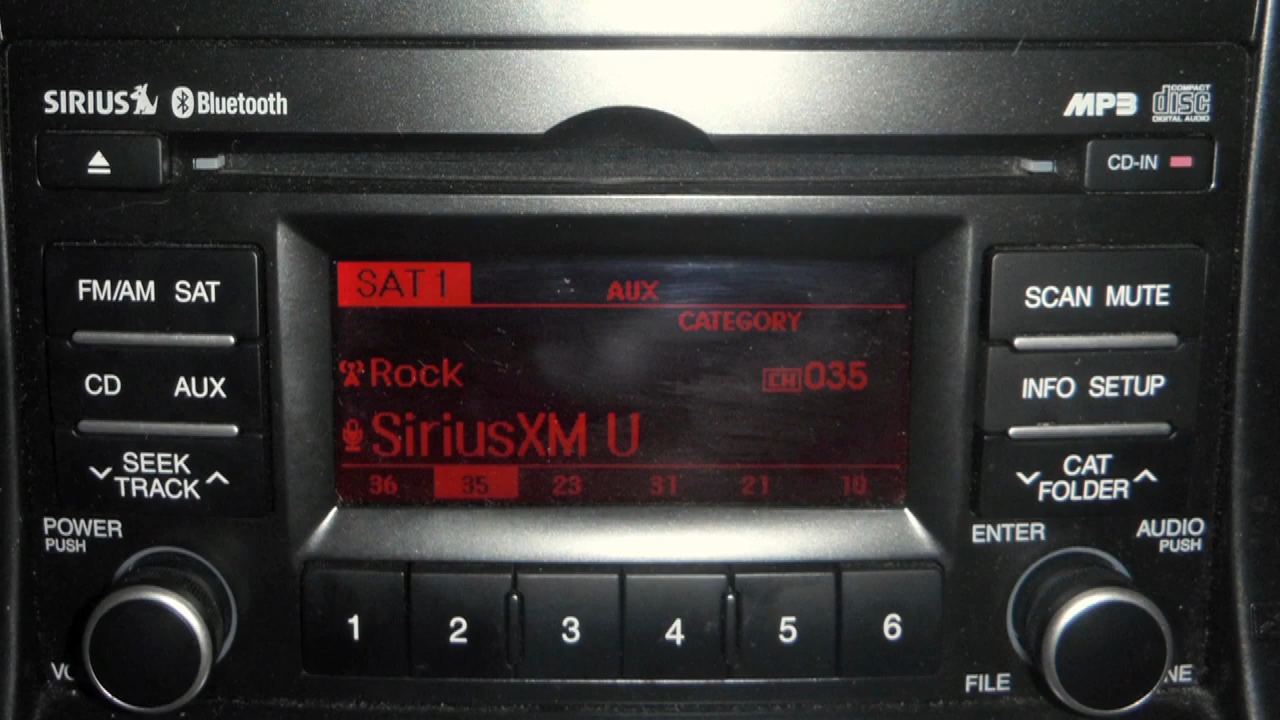 SIRIUS Bluetooth MP3 COMPACT disc DIGITAL AUDIO
CD-IN
FM/AM SAT
SAT 1 AUX
SCAN MUTE
CATEGORY
Rock CH 035
CD AUX
INFO SETUP
SiriusXM U
SEEK
TRACK
CAT
FOLDER
36 35 23 31 21 10
POWER
PUSH
ENTER
AUDIO
PUSH
1 2 3 4 5 6
FILE